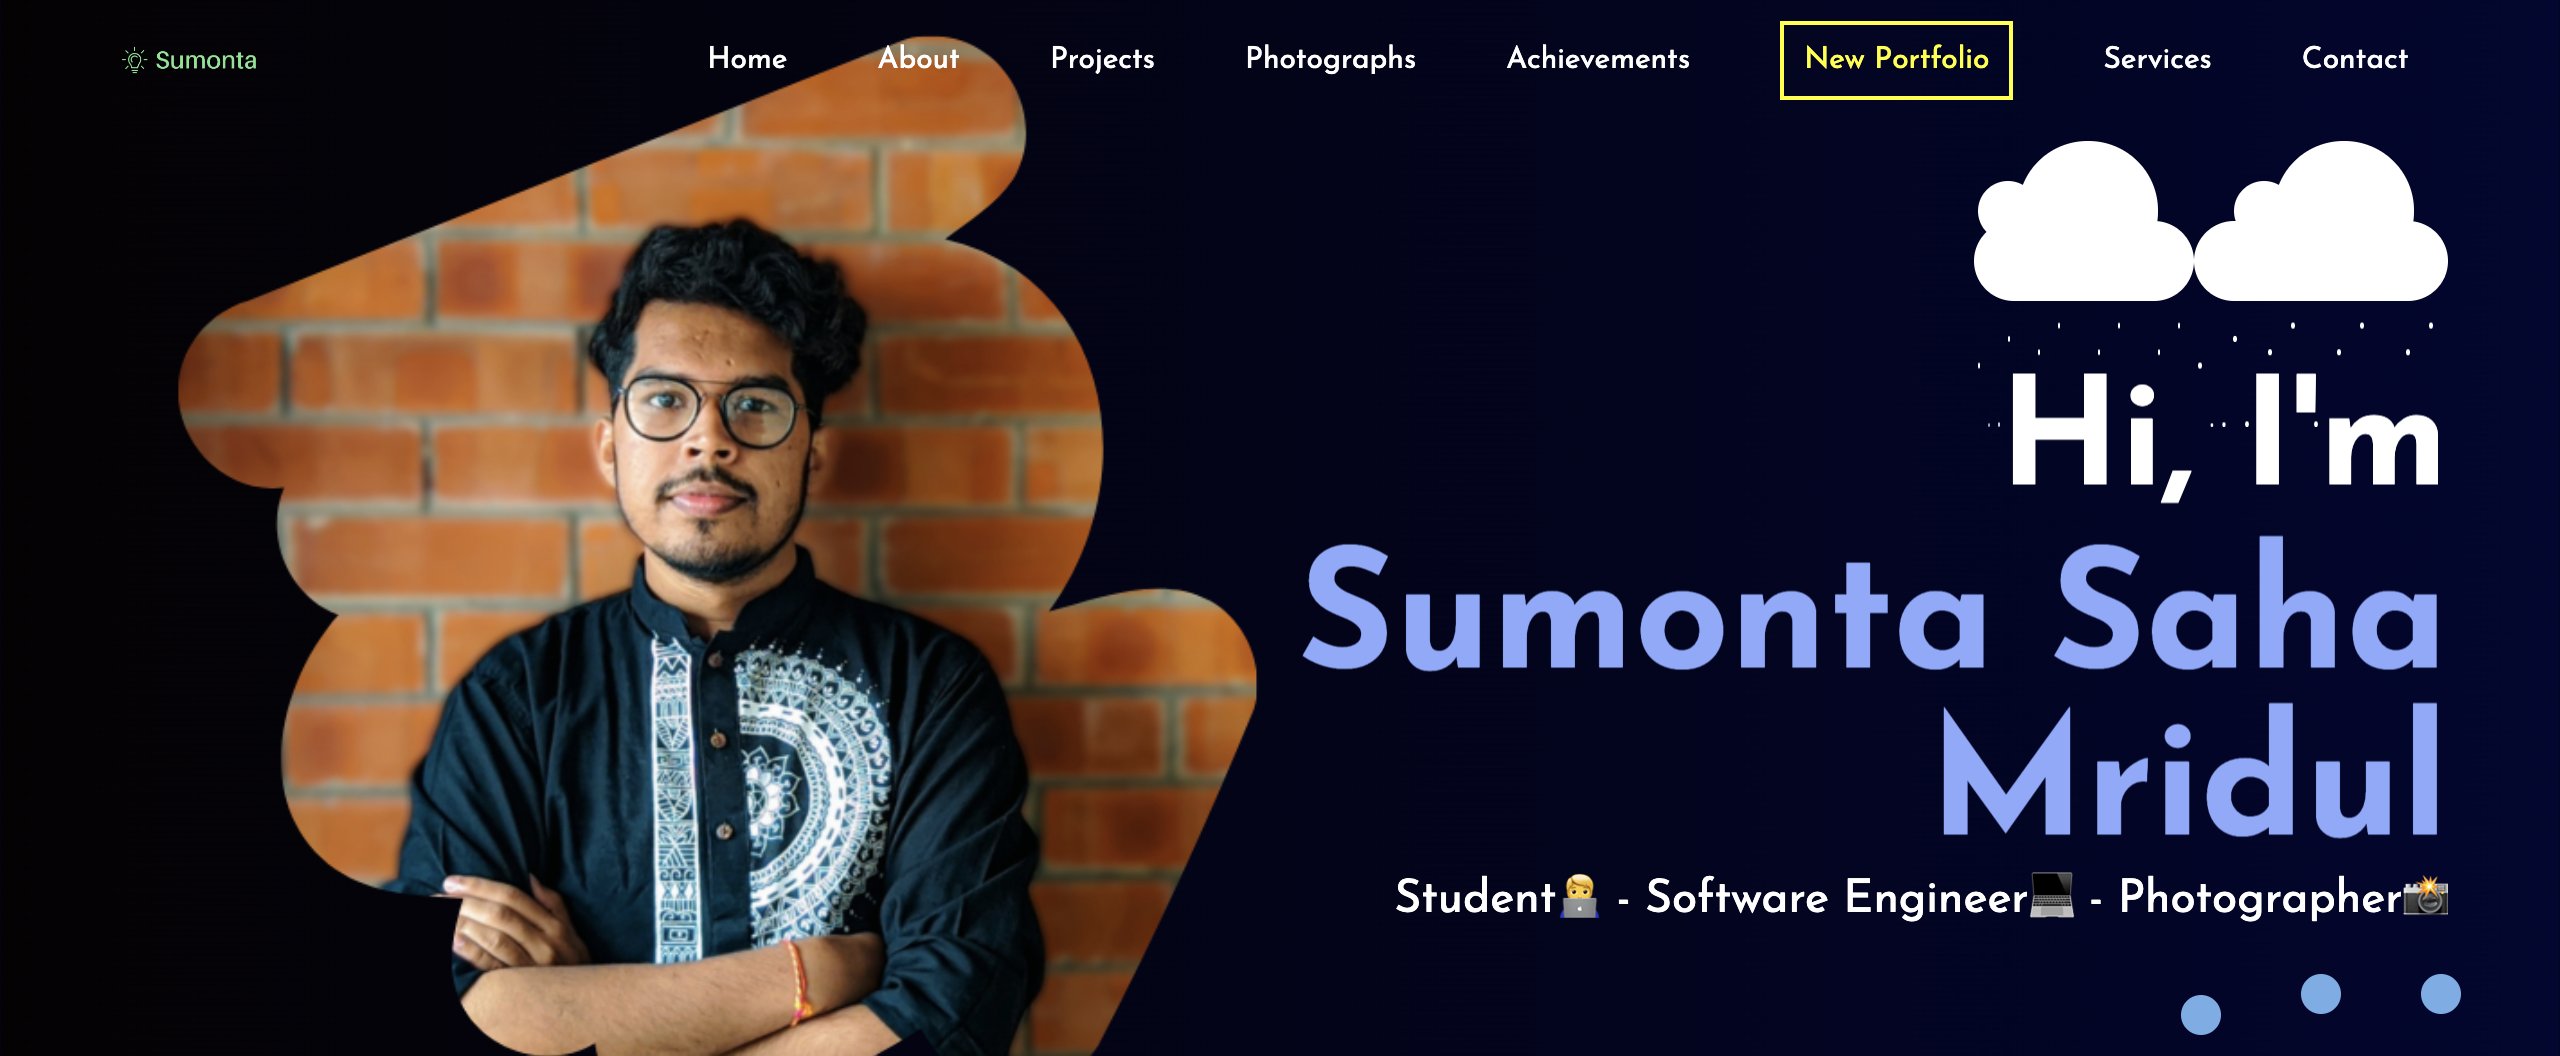 Sumonta
Home About Projects Photographs Achievements New Portfolio Services Contact
Hi, I'm
Sumonta Saha
Mridul
Student👨‍💻 - Software Engineer💻 - Photographer📸